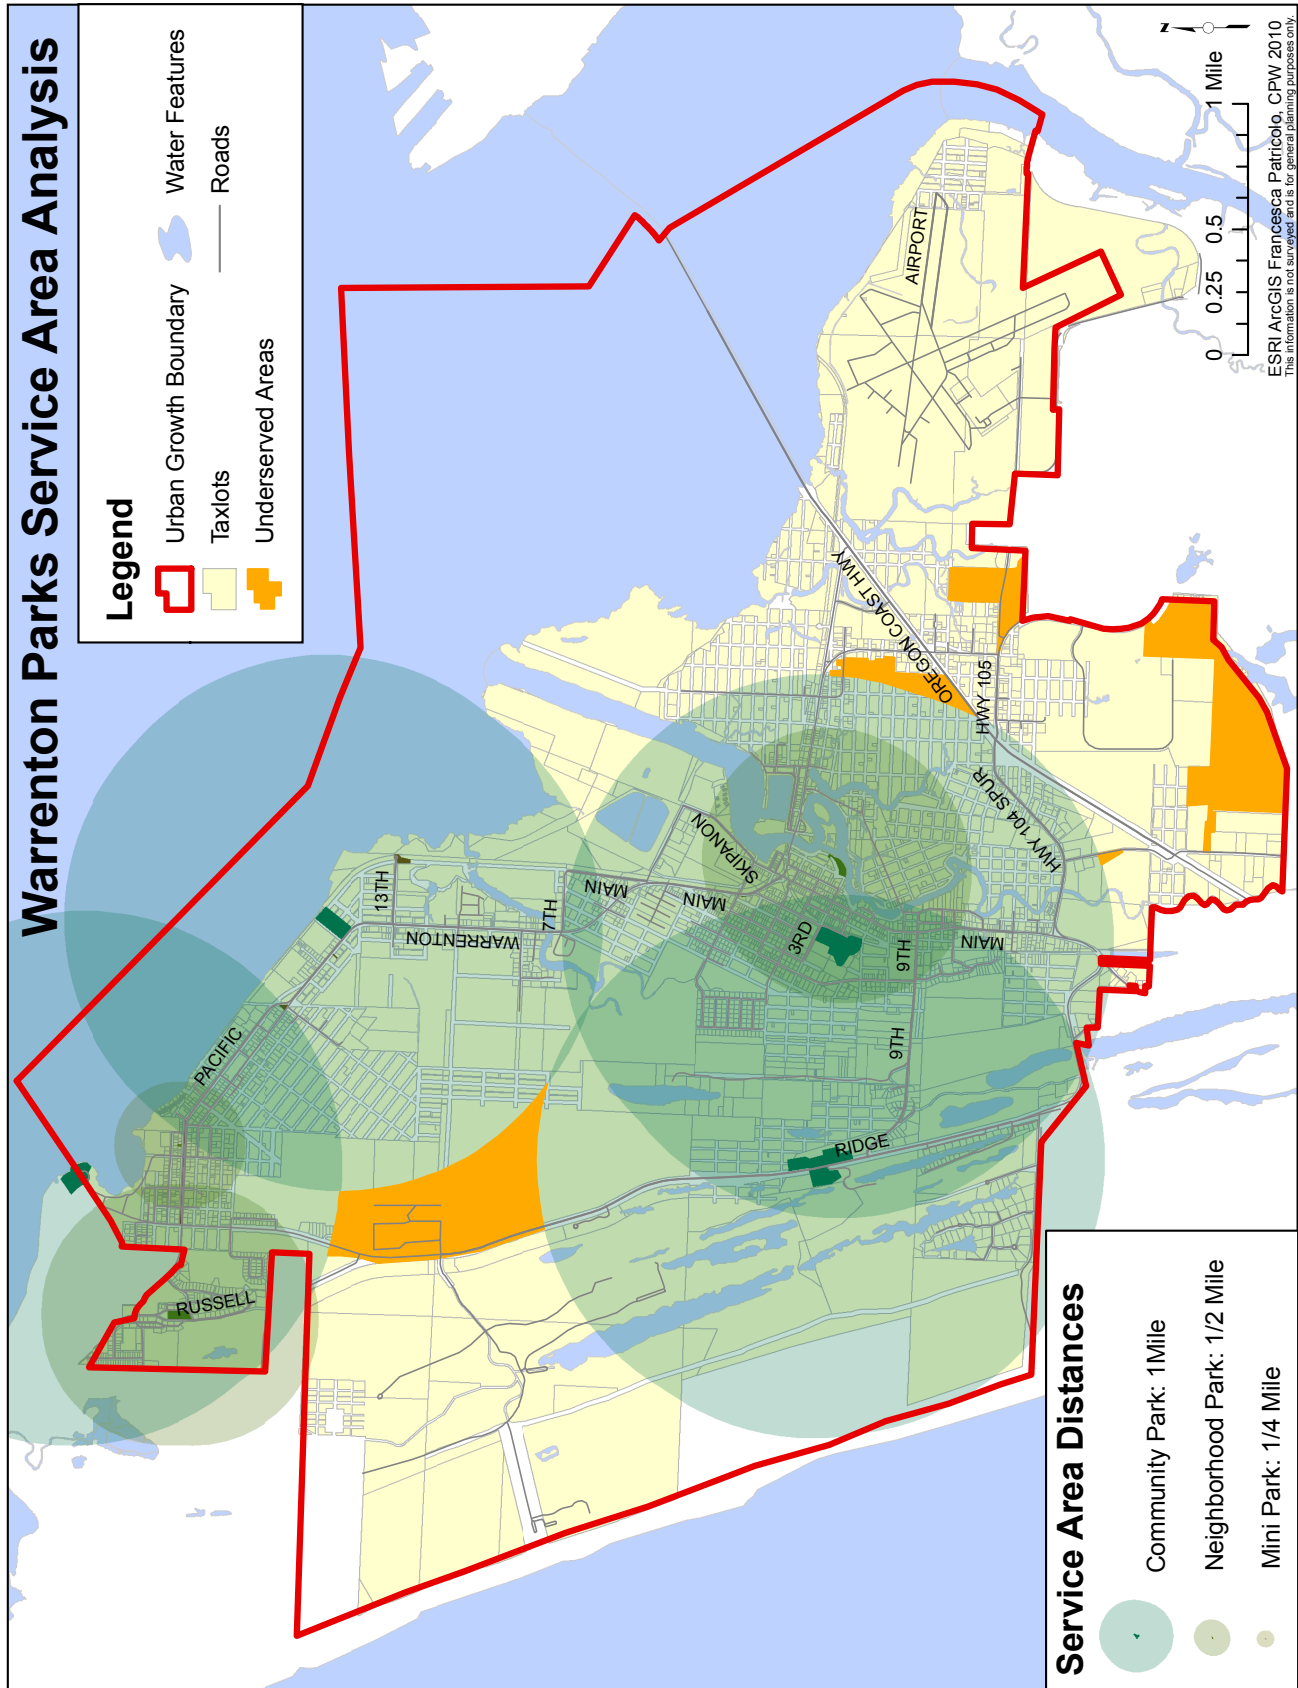 Warrenton Parks Service Area Analysis
Legend
Urban Growth Boundary
Water Features
Taxlots
Roads
Underserved Areas
PACIFIC
RUSSELL
13TH
WARRENTON
7TH
MAIN
SKIPANON
MAIN
3RD
9TH
MAIN
9TH
RIDGE
AIRPORT
OREGON COAST HWY
HWY 105
HWY 104 SPUR
N
0 0.25 0.5 1 Mile
ESRI ArcGIS Francesca Patricolo, CPW 2010
This information is not surveyed and is for general planning purposes only.
Service Area Distances
Community Park: 1Mile
Neighborhood Park: 1/2 Mile
Mini Park: 1/4 Mile